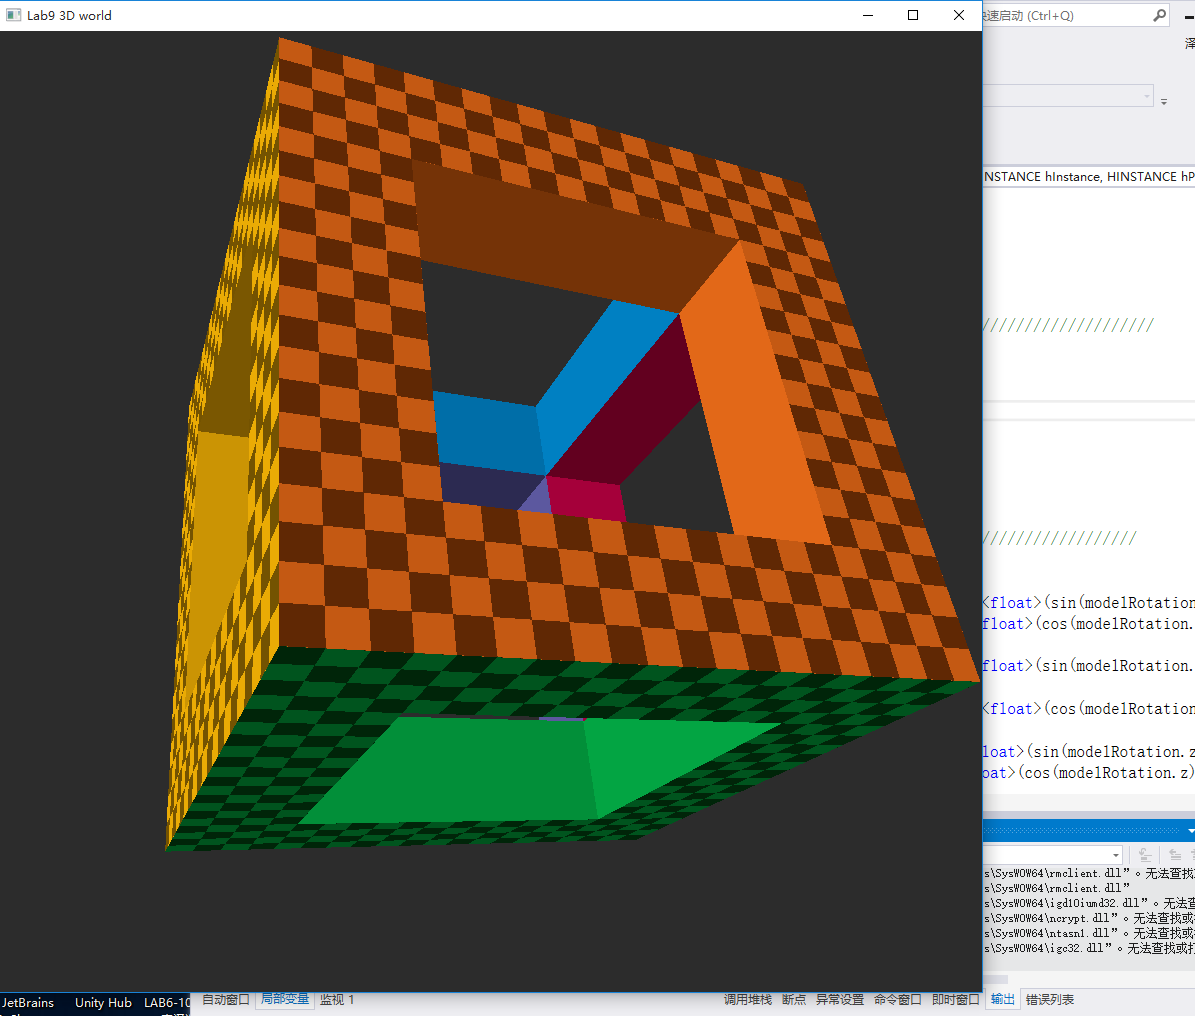 Lab9 3D world
快速启动 (Ctrl+Q)
泽
NSTANCE hInstance, HINSTANCE hP
////////////////////
//////////////////
<float>(sin(modelRotation
float>(cos(modelRotation.
float>(sin(modelRotation.
<float>(cos(modelRotation
loat>(sin(modelRotation.z
oat>(cos(modelRotation.z)
s\SysWOW64\rmclient.dll”。无法查找
s\SysWOW64\rmclient.dll”
s\SysWOW64\igd10iumd32.dll”。无法查
s\SysWOW64\ncrypt.dll”。无法查找或
s\SysWOW64\ntasn1.dll”。无法查找或
s\SysWOW64\igc32.dll”。无法查找或打
自动窗口 局部变量 监视 1
调用堆栈 断点 异常设置 命令窗口 即时窗口 输出 错误列表
JetBrains Unity Hub LAB6-10